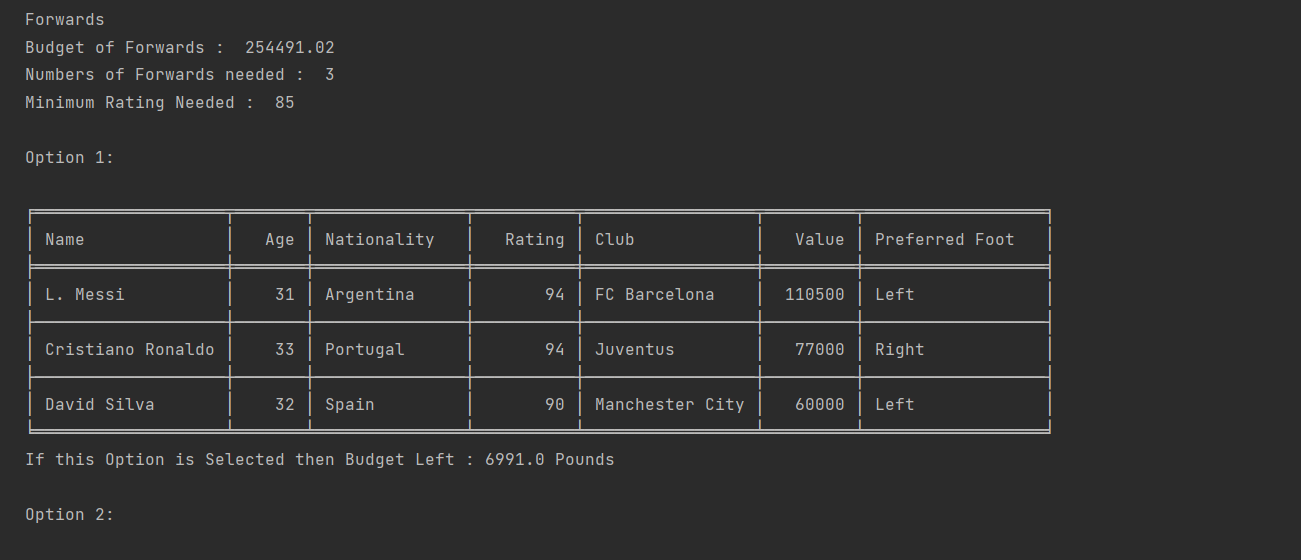 Forwards
Budget of Forwards :  254491.02
Numbers of Forwards needed :  3
Minimum Rating Needed :  85
Option 1:
Name Age Nationality Rating Club Value Preferred Foot
L. Messi 31 Argentina 94 FC Barcelona 110500 Left
Cristiano Ronaldo 33 Portugal 94 Juventus 77000 Right
David Silva 32 Spain 90 Manchester City 60000 Left
If this Option is Selected then Budget Left : 6991.0 Pounds
Option 2: